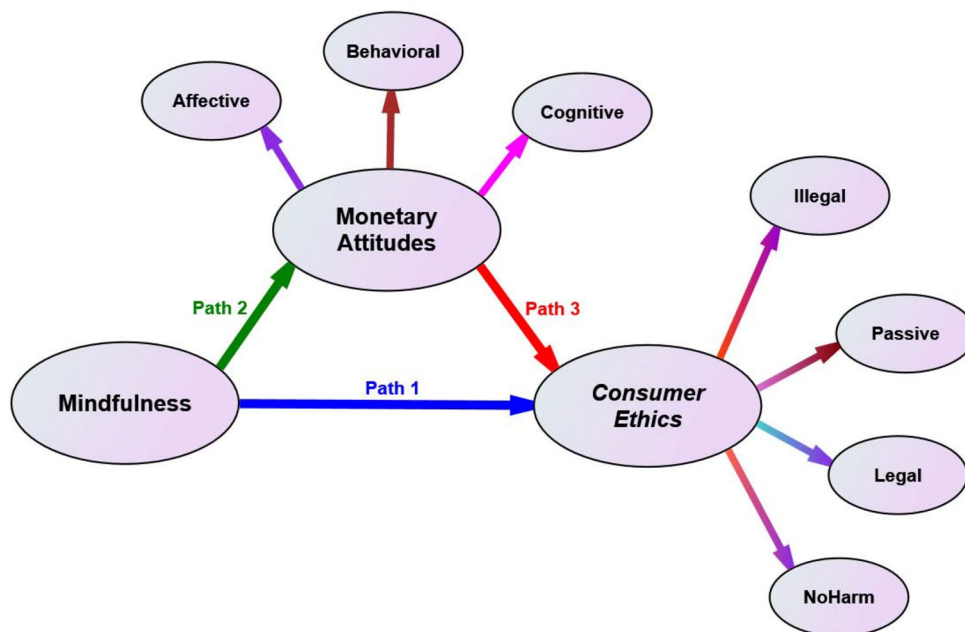 Behavioral
Affective
Cognitive
Monetary
Attitudes
Illegal
Path 2
Path 3
Passive
Mindfulness
Path 1
Consumer
Ethics
Legal
NoHarm